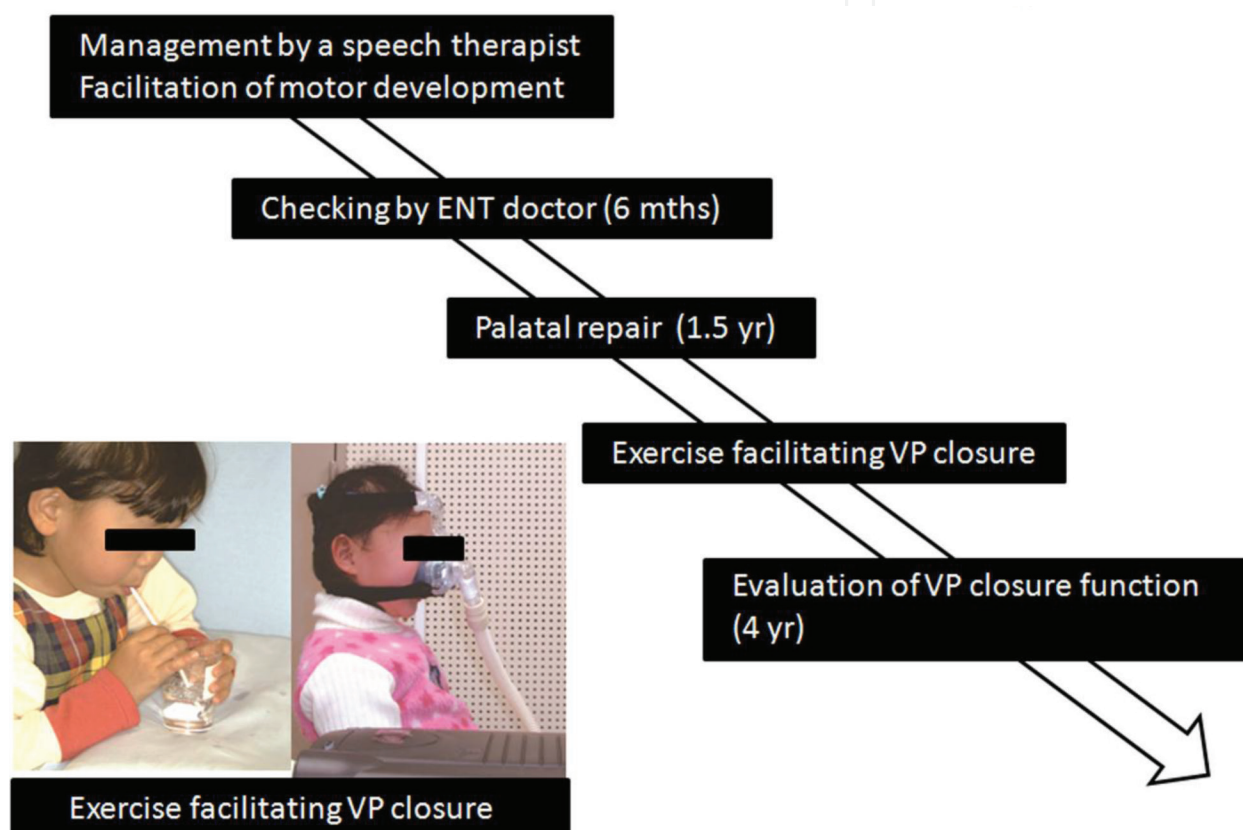 Management by a speech therapist
Facilitation of motor development
Checking by ENT doctor (6 mths)
Palatal repair (1.5 yr)
Exercise facilitating VP closure
Evaluation of VP closure function
(4 yr)
Exercise facilitating VP closure